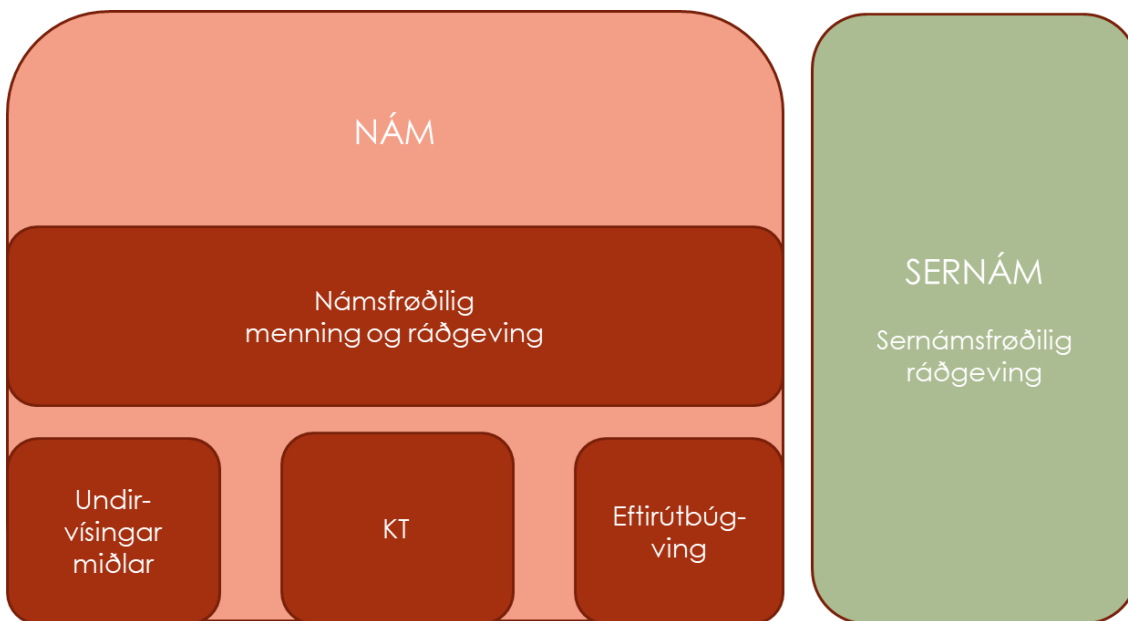 NÁM
Námsfrøðilig
menning og ráðgeving
Undir-
vísingar
miðlar
KT
Eftirútbúg-
ving
SERNÁM
Sernámsfrøðilig
ráðgeving